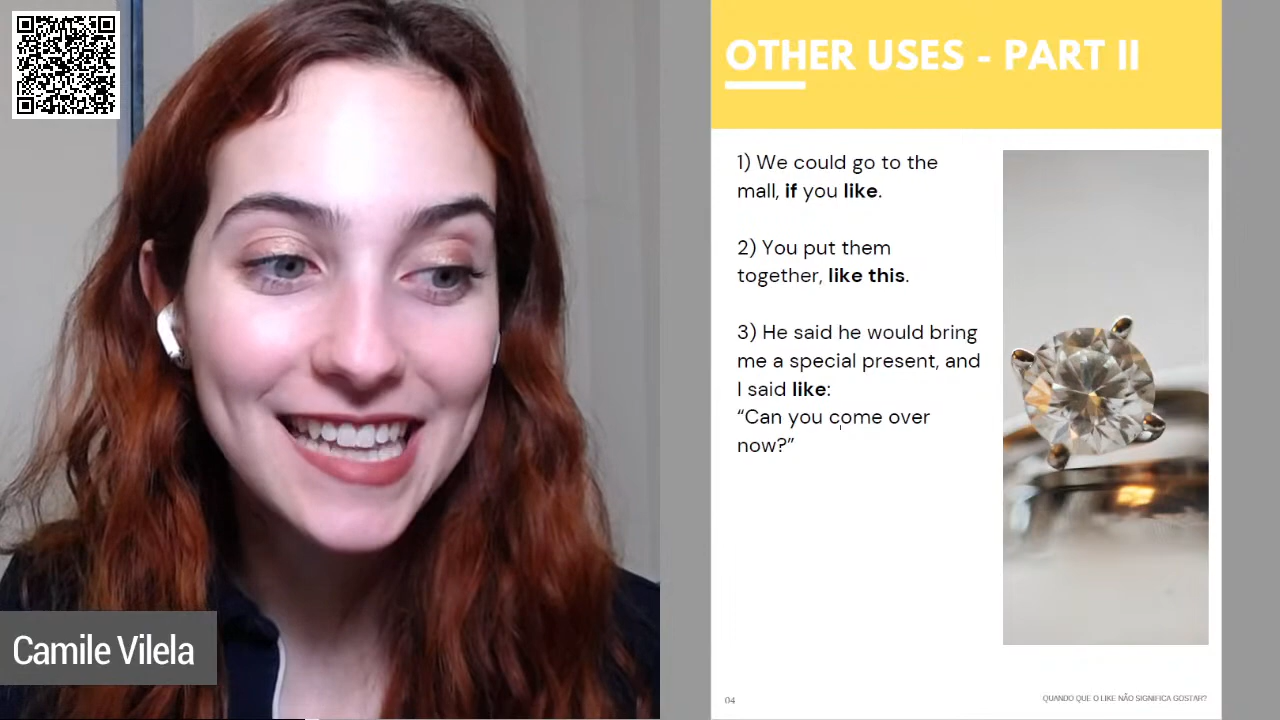 OTHER USES - PART II
1) We could go to the
mall, if you like.
2) You put them
together, like this.
3) He said he would bring
me a special present, and
I said like:
“Can you come over
now?”
04
QUANDO QUE O LIKE NÃO SIGNIFICA GOSTAR?
Camile Vilela